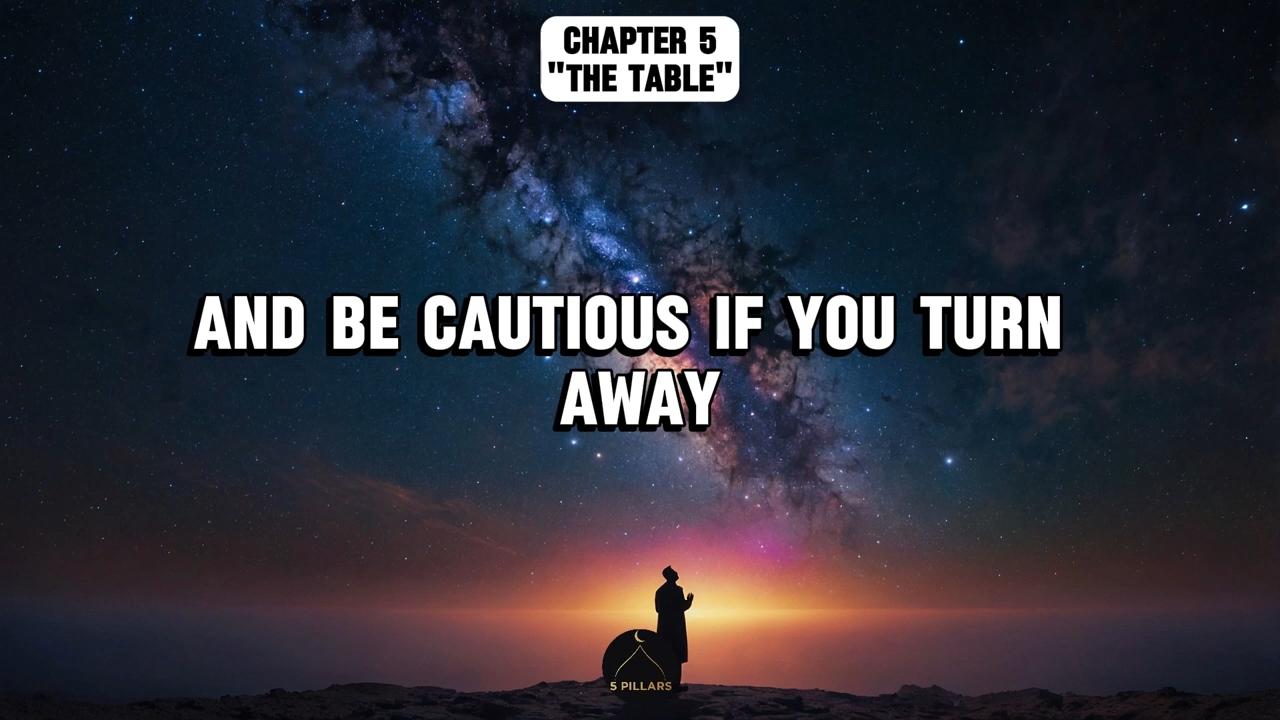 CHAPTER 5
"THE TABLE"
AND BE CAUTIOUS IF YOU TURN
AWAY
5 PILLARS